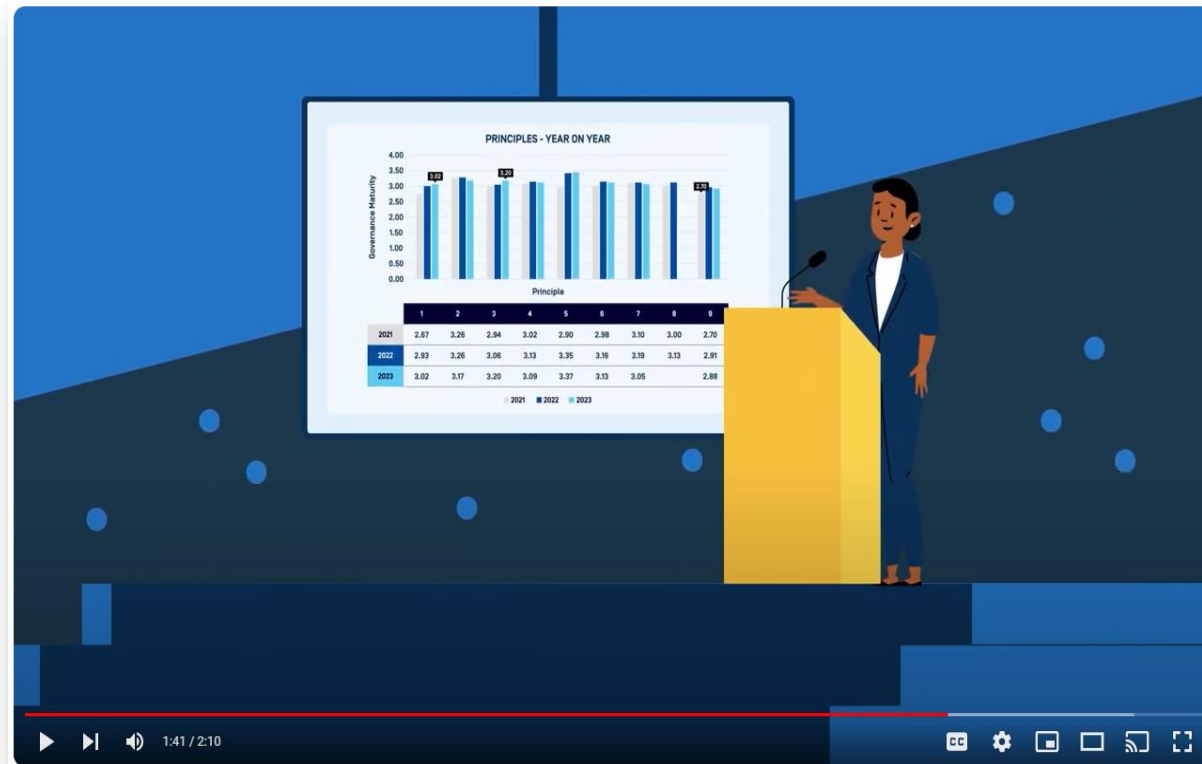 PRINCIPLES - YEAR ON YEAR
4.00
3.50
3.00
2.50
2.00
1.50
1.00
0.50
0.00
Governance Maturity
3.02
3.20
2.70
Principle
1 2 3 4 5 6 7 8 9
2021 2.87 3.26 2.94 3.02 2.90 2.98 3.10 3.00 2.70
2022 2.93 3.26 3.06 3.13 3.35 3.16 3.19 3.13 2.91
2023 3.02 3.17 3.20 3.09 3.37 3.13 3.05 2.88
2021 2022 2023
1:41 / 2:10
CC